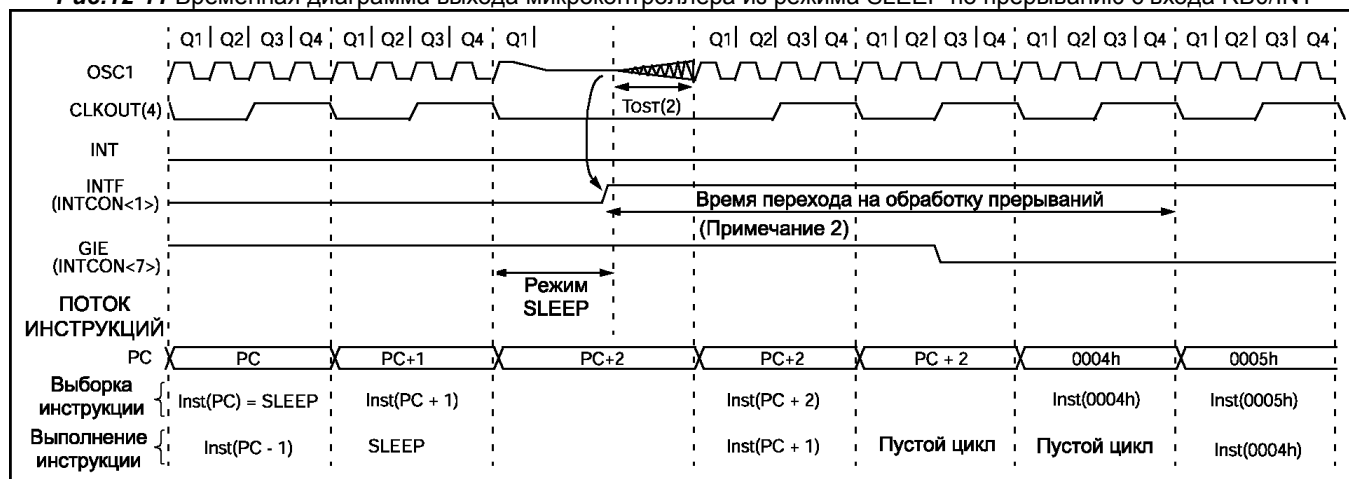 Рис.12-11 Временная диаграмма выхода микроконтроллера из режима SLEEP по прерыванию с входа RB0/INT
Q1 Q2 Q3 Q4 Q1 Q2 Q3 Q4 Q1 Q1 Q2 Q3 Q4 Q1 Q2 Q3 Q4 Q1 Q2 Q3 Q4 Q1 Q2 Q3 Q4
OSC1
CLKOUT(4) TOST(2)
INT
INTF
(INTCON<1>)
Время перехода на обработку прерываний
(Примечание 2)
GIE
(INTCON<7>)
Режим
SLEEP
ПОТОК
ИНСТРУКЦИЙ
PC PC PC+1 PC+2 PC+2 PC + 2 0004h 0005h
Выборка
инструкции { Inst(PC) = SLEEP Inst(PC + 1) Inst(PC + 2) Inst(0004h) Inst(0005h)
Выполнение
инструкции { Inst(PC - 1) SLEEP Inst(PC + 1) Пустой цикл Пустой цикл Inst(0004h)